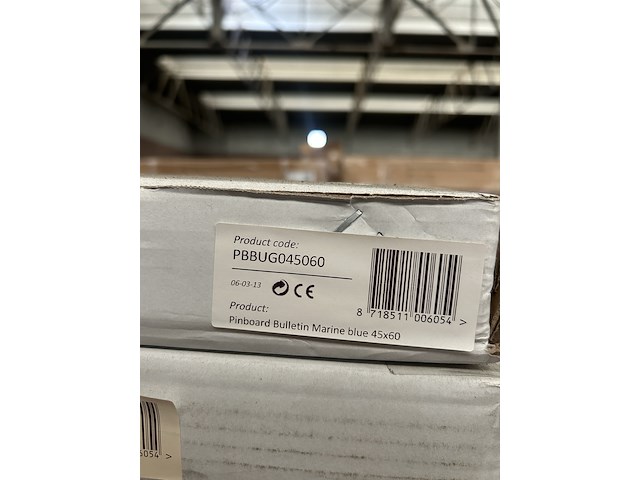 Product code:
PBBUG045060
06-03-13 CE
Product:
Pinboard Bulletin Marine blue 45x60
8 718511 006054 >
6054 >